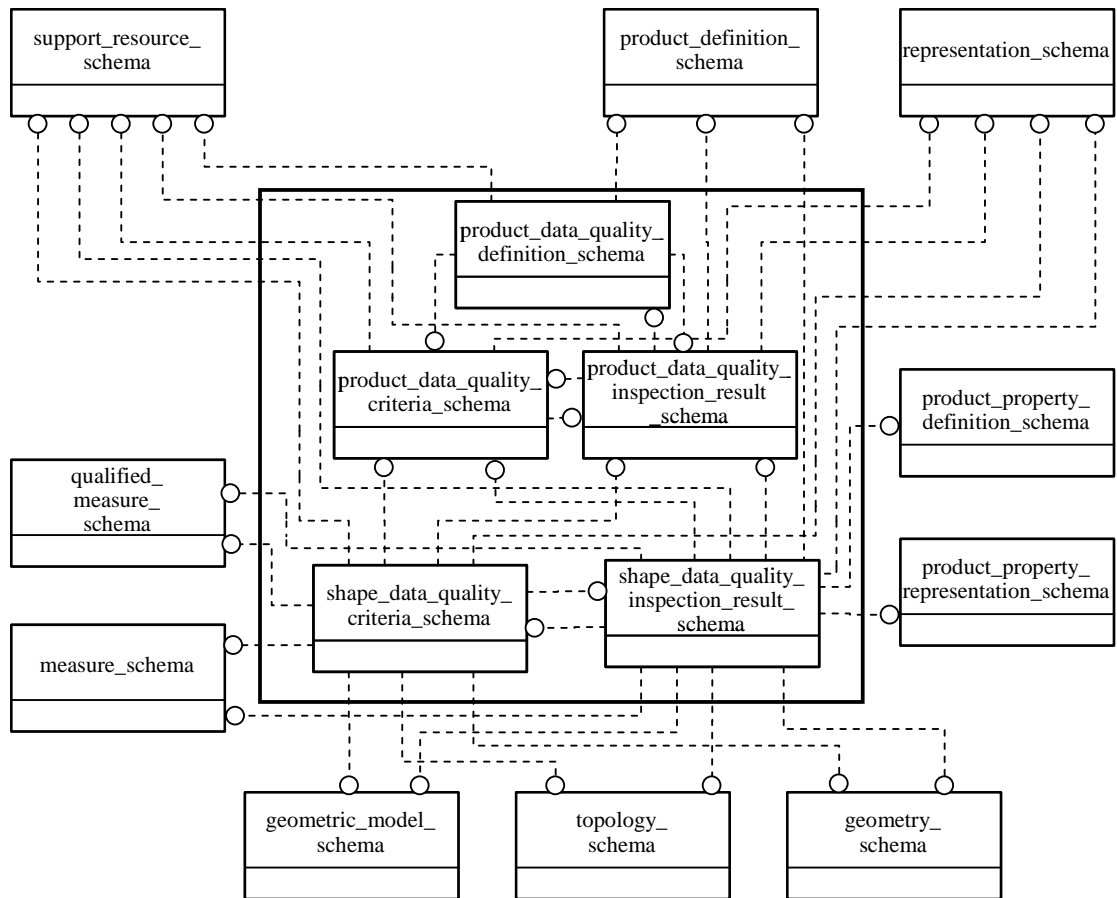 support_resource_
schema
product_definition_
schema
representation_schema
product_data_quality_
definition_schema
product_data_quality_
criteria_schema
product_data_quality_
inspection_result
_schema
product_property_
definition_schema
qualified_
measure_
schema
shape_data_quality_
criteria_schema
shape_data_quality_
inspection_result_
schema
product_property_
representation_schema
measure_schema
geometric_model_
schema
topology_
schema
geometry_
schema